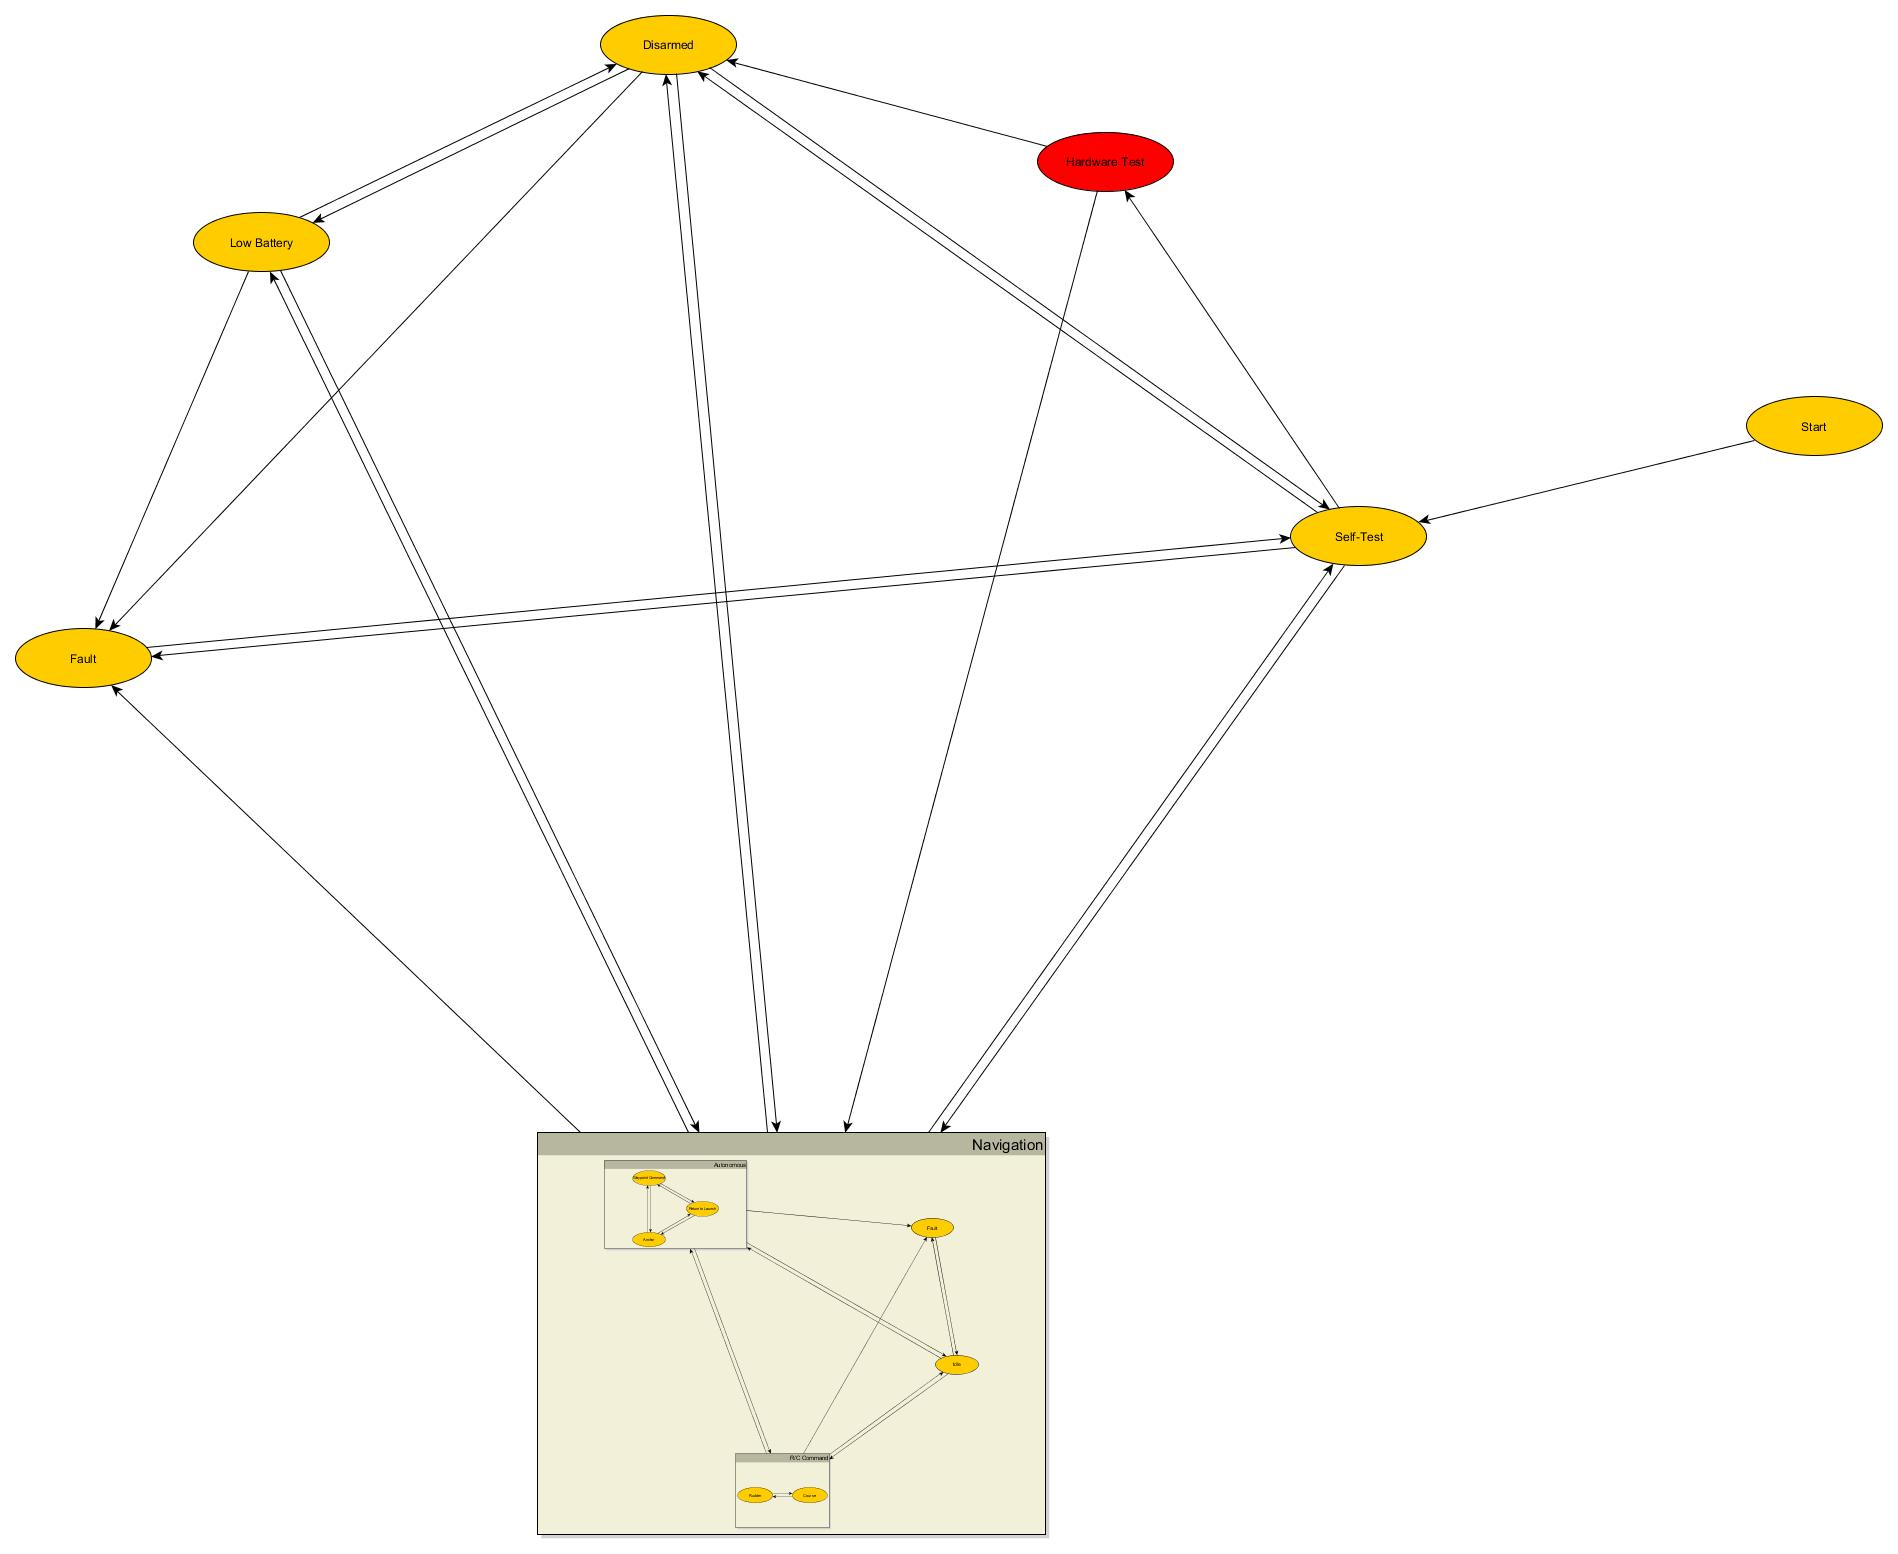 Disarmed
Hardware Test
Low Battery
Start
Self-Test
Fault
Navigation
Autonomous
Waypoint Command
Return to Launch
Fault
Anchor
Idle
R/C Command
Rudder
Course